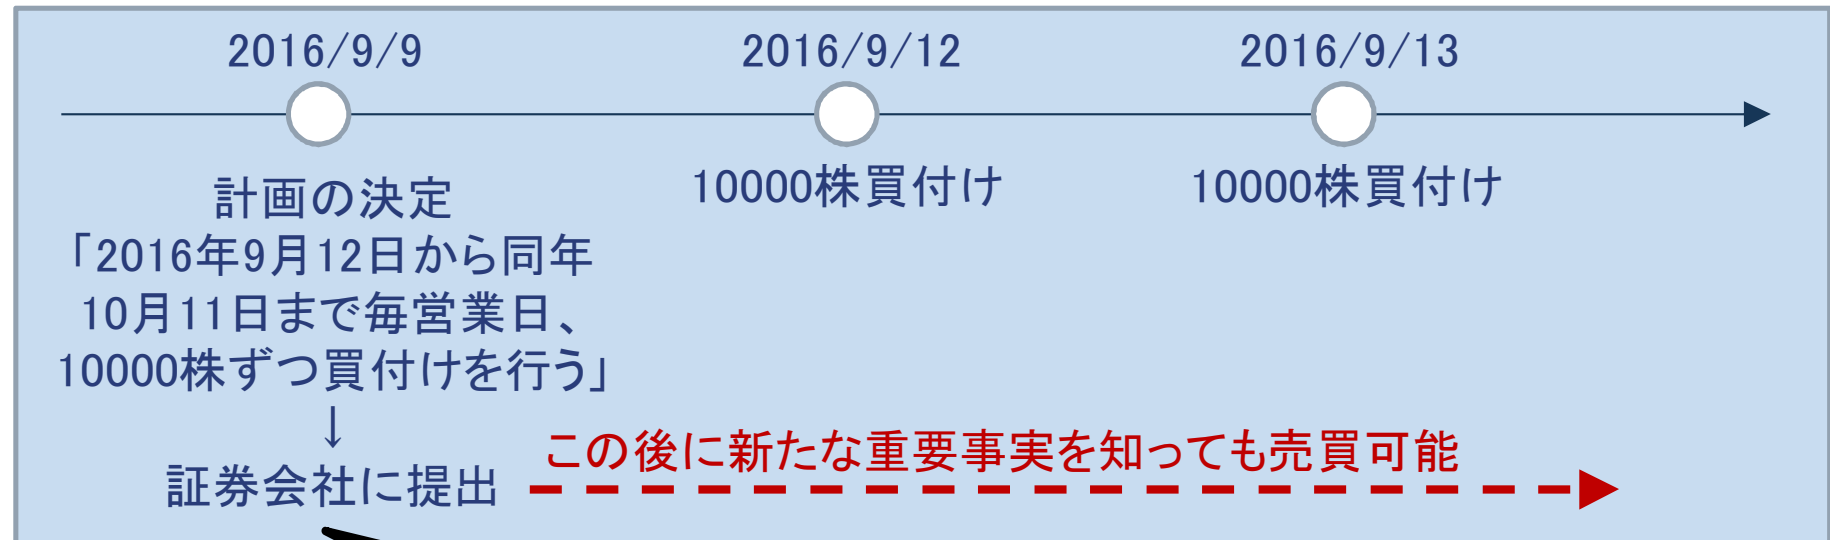 2016/9/9
2016/9/12
2016/9/13
計画の決定
「2016年9月12日から同年
10月11日まで毎営業日、
10000株ずつ買付けを行う」
↓
証券会社に提出
10000株買付け
10000株買付け
この後に新たな重要事実を知っても売買可能